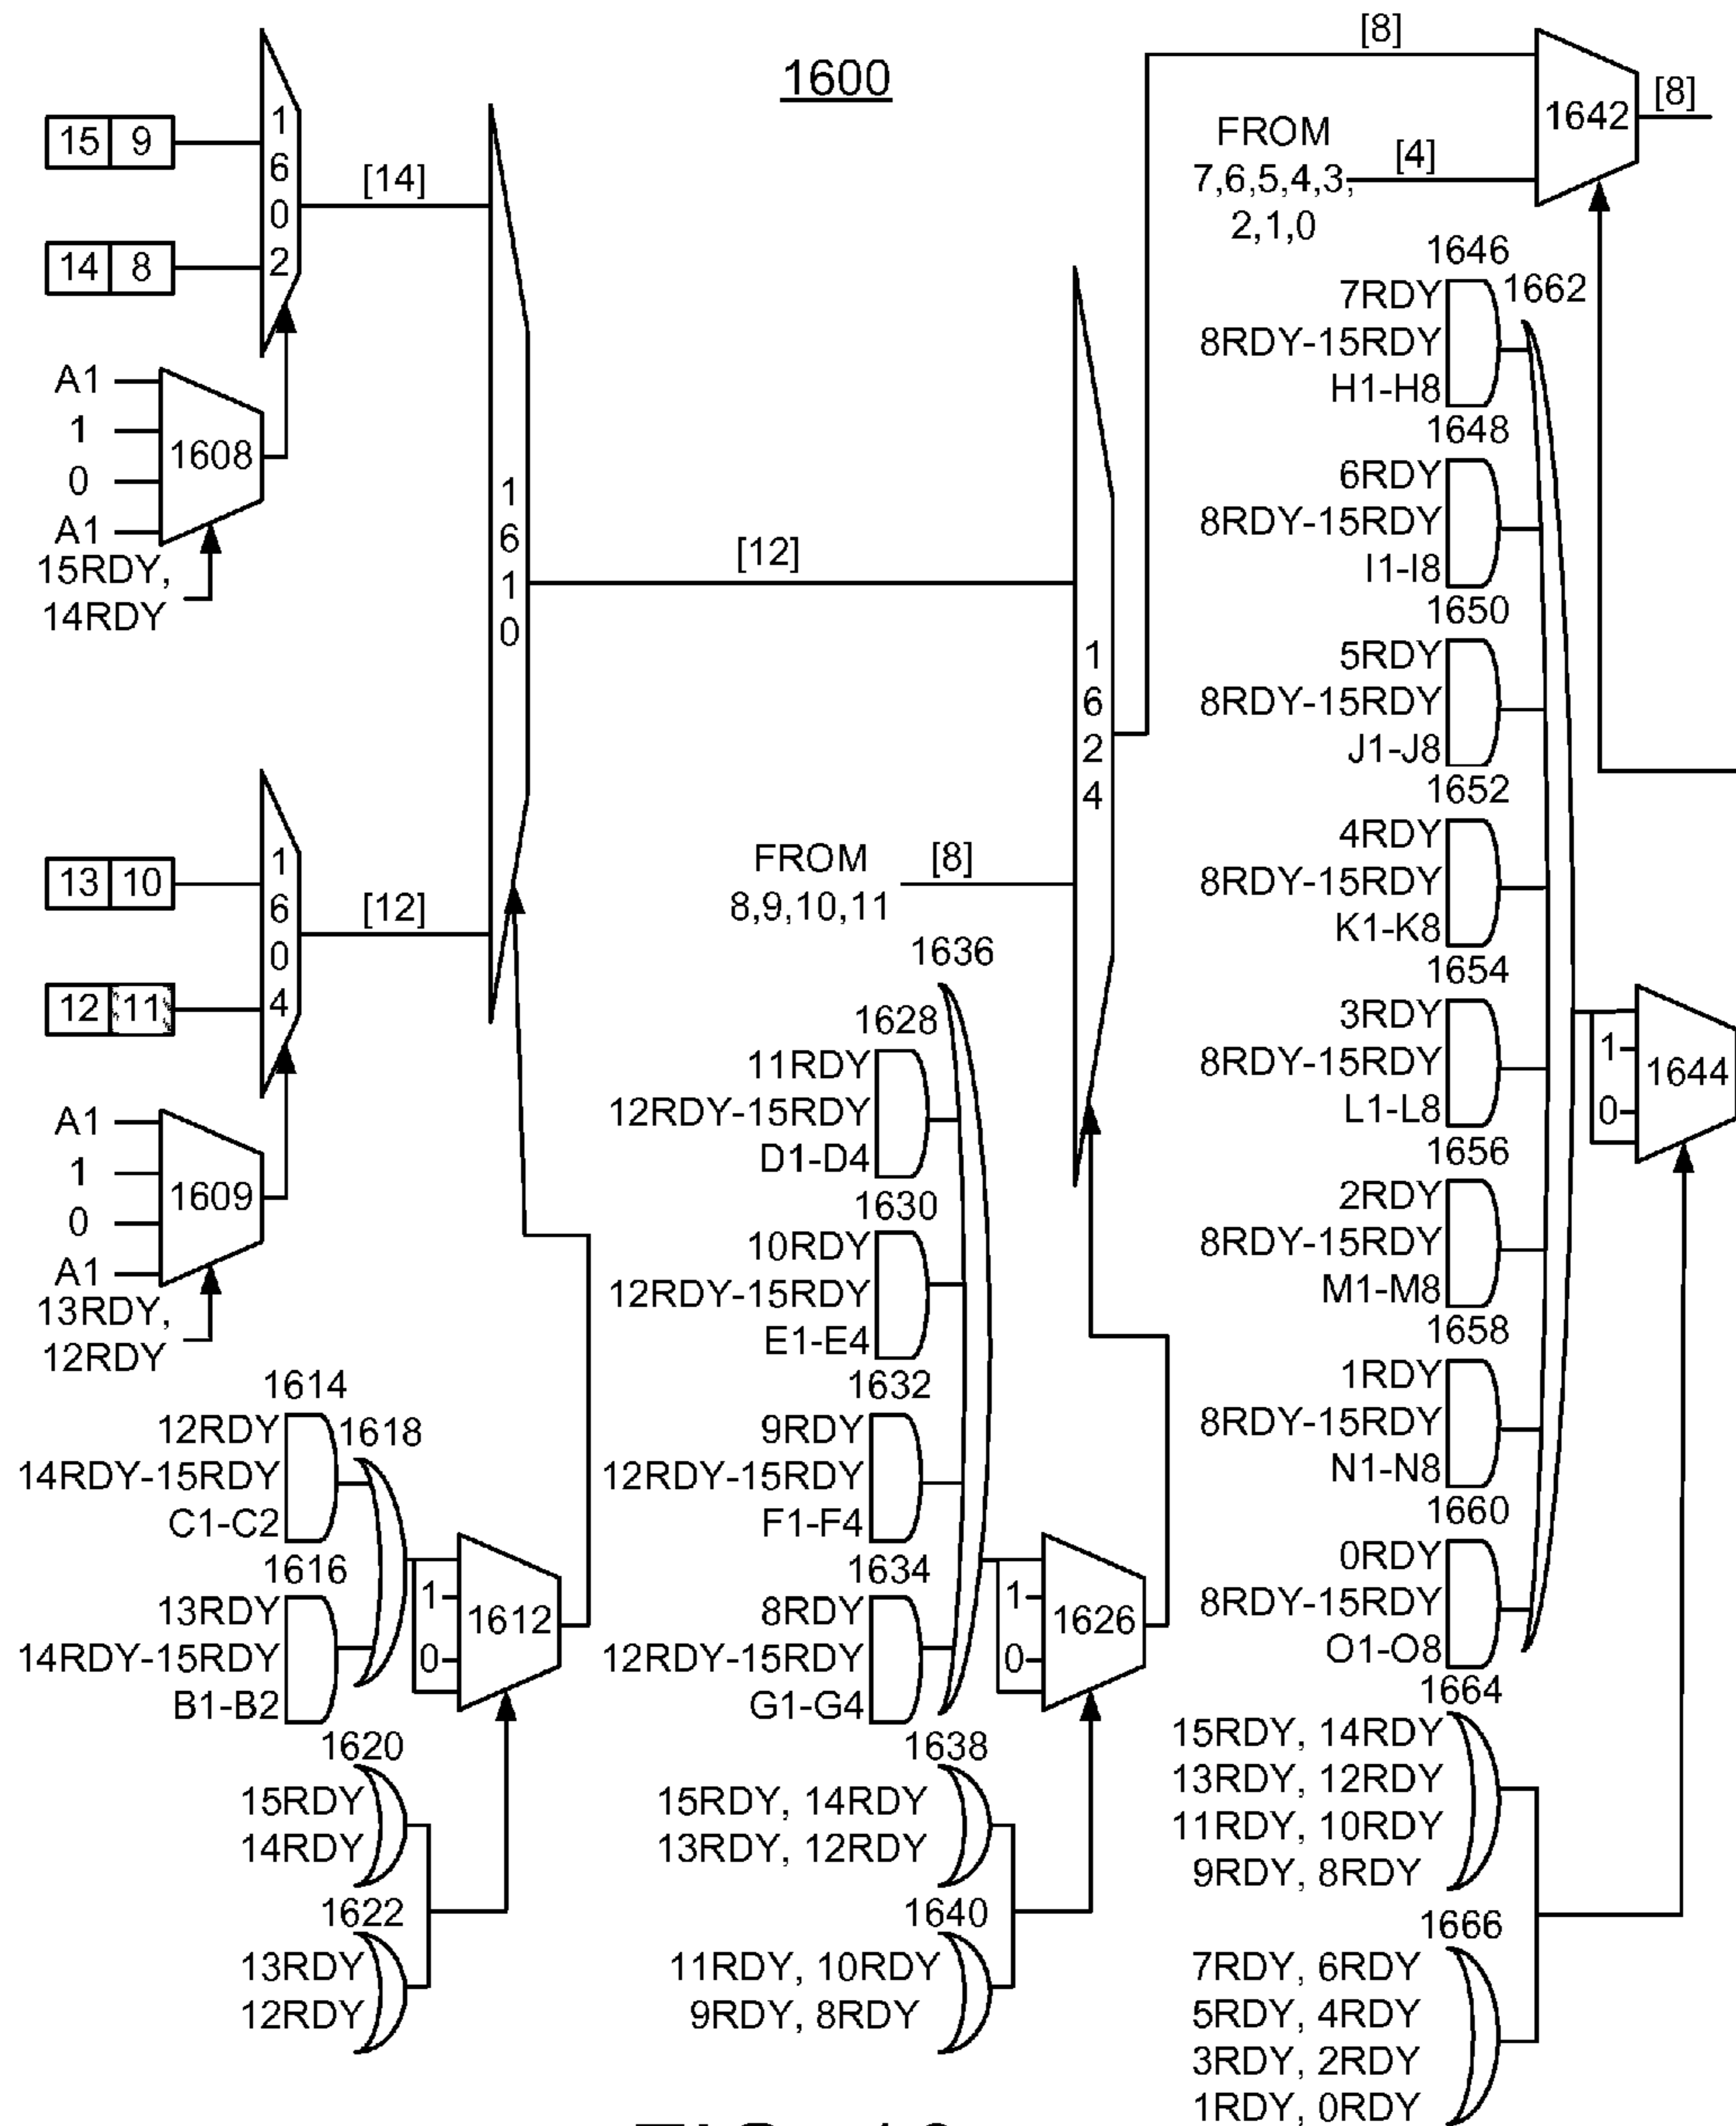 1600
15 9
14 8
1602
[14]
A1
1
0
A1
1608
15RDY,
14RDY
13 10
12 11
1604
[12]
A1
1
0
A1
1609
13RDY,
12RDY
1610
[12]
1614
12RDY
14RDY-15RDY
C1-C2
1616
13RDY
14RDY-15RDY
B1-B2
1618
1
0
1612
1620
15RDY
14RDY
1622
13RDY
12RDY
FROM
8,9,10,11
[8]
1624
1636
1628
11RDY
12RDY-15RDY
D1-D4
1630
10RDY
12RDY-15RDY
E1-E4
1632
9RDY
12RDY-15RDY
F1-F4
1634
8RDY
12RDY-15RDY
G1-G4
1
0
1626
1638
15RDY, 14RDY
13RDY, 12RDY
1640
11RDY, 10RDY
9RDY, 8RDY
[8]
FROM
7,6,5,4,3,
2,1,0
[4]
1642
[8]
1646
1662
7RDY
8RDY-15RDY
H1-H8
1648
6RDY
8RDY-15RDY
I1-I8
1650
5RDY
8RDY-15RDY
J1-J8
1652
4RDY
8RDY-15RDY
K1-K8
1654
3RDY
8RDY-15RDY
L1-L8
1656
2RDY
8RDY-15RDY
M1-M8
1658
1RDY
8RDY-15RDY
N1-N8
1660
0RDY
8RDY-15RDY
O1-O8
1
0
1644
1664
15RDY, 14RDY
13RDY, 12RDY
11RDY, 10RDY
9RDY, 8RDY
1666
7RDY, 6RDY
5RDY, 4RDY
3RDY, 2RDY
1RDY, 0RDY